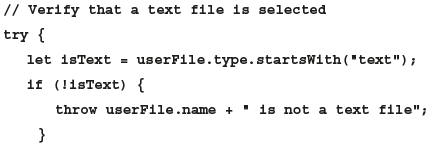 // Verify that a text file is selected
try {
let isText = userFile.type.startsWith("text");
if (!isText) {
throw userFile.name + " is not a text file";
}